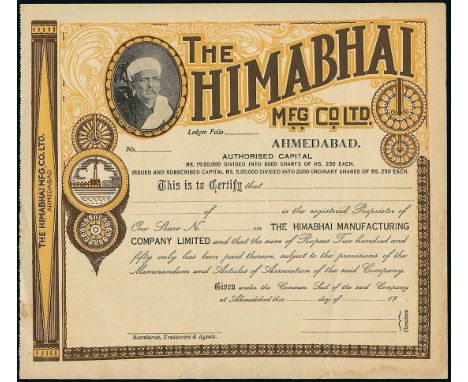 THE HIMABHAI
MFG CO LTD.
Ledger Folio
No.
AHMEDABAD.
AUTHORISED CAPITAL
RS. 15,00,000 DIVIDED INTO 6000 SHARES OF RS. 250 EACH.
ISSUED AND SUBSCRIBED CAPITAL RS. 5,00,000 DIVIDED INTO 2000 ORDINARY SHARES OF RS. 250 EACH.
This is to Certify that
of is the registered Proprietor of
One Share No. in THE HIMABHAI MANUFACTURING
COMPANY LIMITED and that the sum of Rupees Two hundred and
fifty only has been paid thereon, subject to the provisions of the
Memorandum and Articles of Association of the said Company.
Given under the Common Seal of the said Company
at Ahmedabad this day of 19 .
Directors.
Secretaries, Treasurers & Agents.
THE HIMABHAI MFG. CO. LTD.
AHMEDABAD